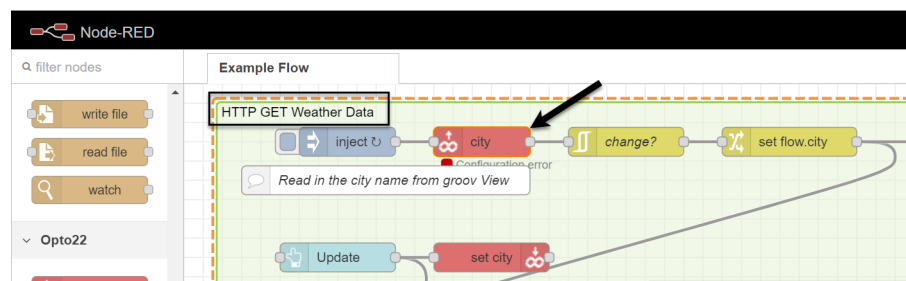 Node-RED
filter nodes
Example Flow
write file
read file
watch
Opto22
HTTP GET Weather Data
inject ↻
city
change?
set flow.city
Configuration error
Read in the city name from groov View
Update
set city